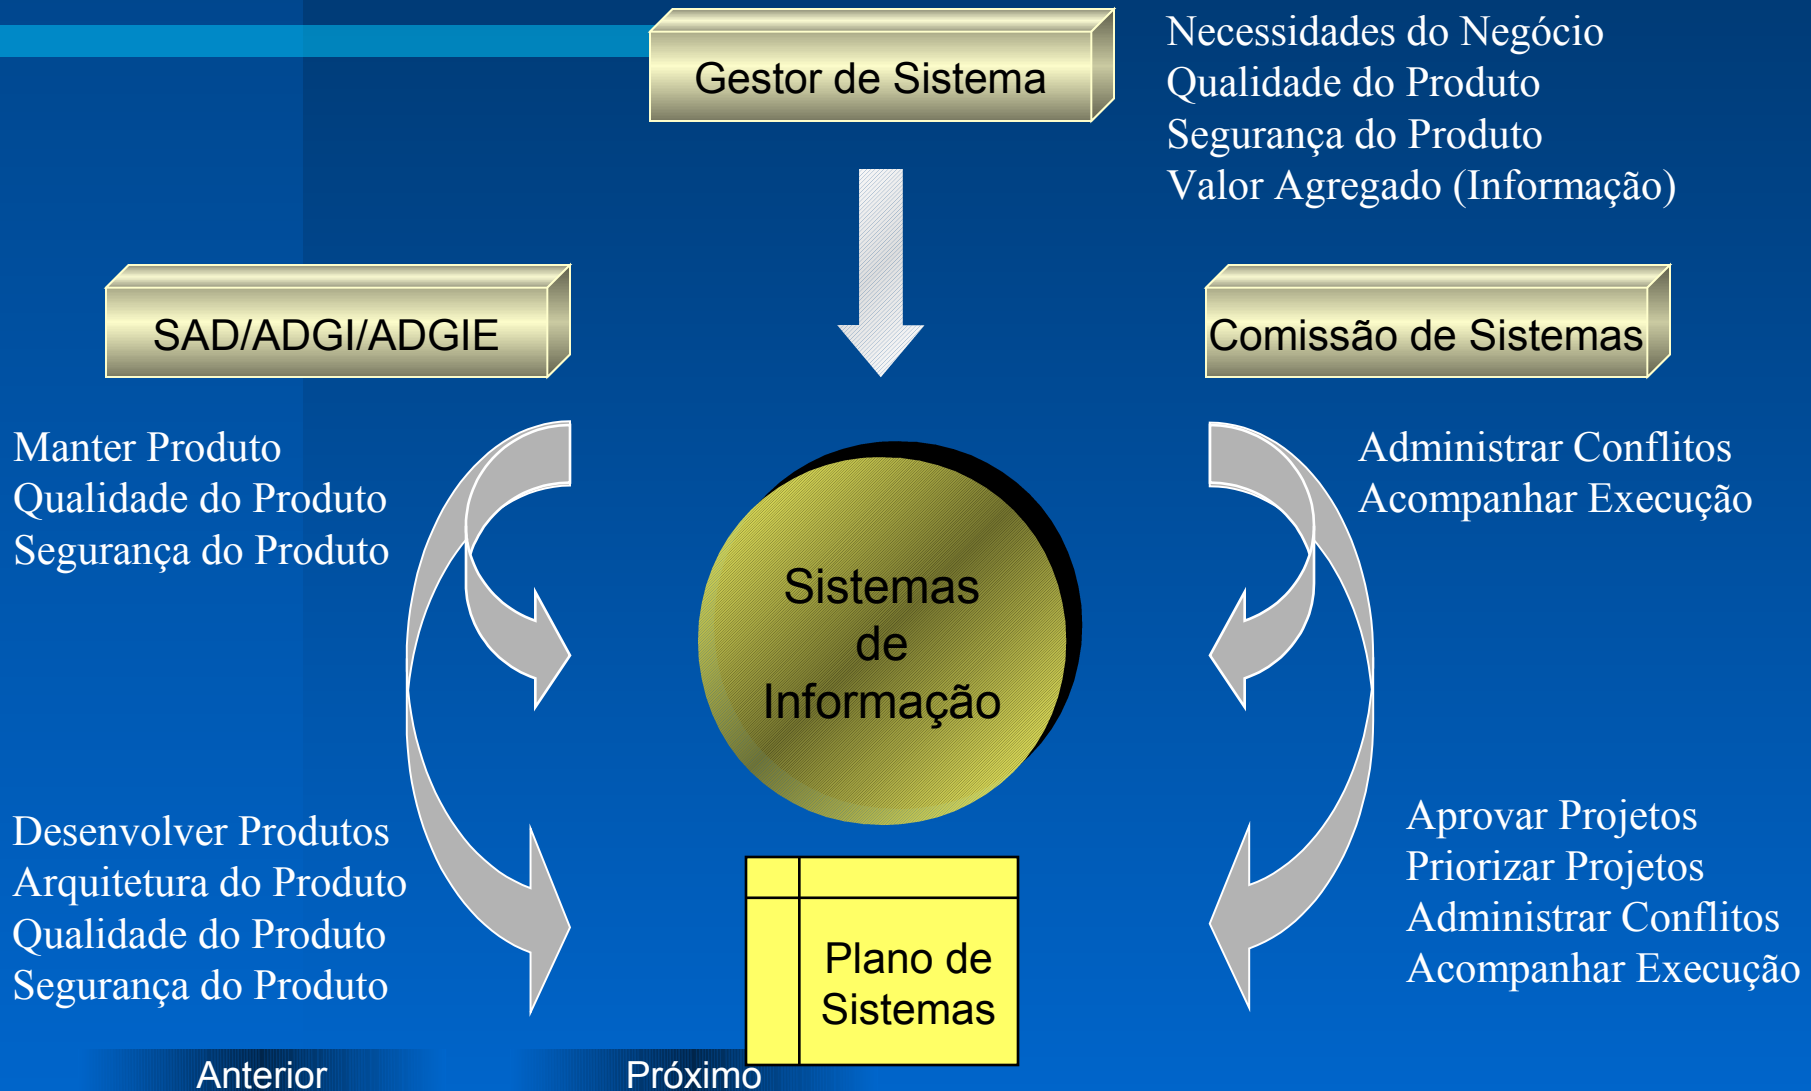 Gestor de Sistema
Necessidades do Negócio
Qualidade do Produto
Segurança do Produto
Valor Agregado (Informação)
SAD/ADGI/ADGIE
Comissão de Sistemas
Manter Produto
Qualidade do Produto
Segurança do Produto
Administrar Conflitos
Acompanhar Execução
Sistemas
de
Informação
Desenvolver Produtos
Arquitetura do Produto
Qualidade do Produto
Segurança do Produto
Aprovar Projetos
Priorizar Projetos
Administrar Conflitos
Acompanhar Execução
Plano de
Sistemas
Anterior
Próximo